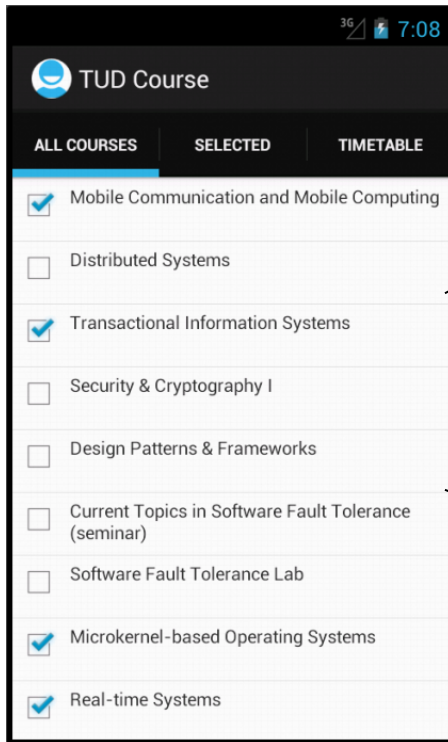 3G 7:08
TUD Course
ALL COURSES SELECTED TIMETABLE
Mobile Communication and Mobile Computing
Distributed Systems
Transactional Information Systems
Security & Cryptography I
Design Patterns & Frameworks
Current Topics in Software Fault Tolerance
(seminar)
Software Fault Tolerance Lab
Microkernel-based Operating Systems
Real-time Systems